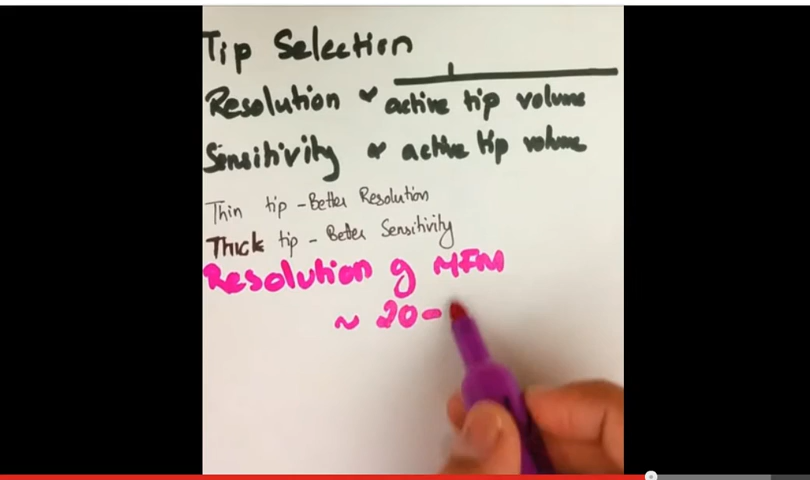 Tip Selection
1
Resolution ∝ active tip volume
Sensitivity ∝ active tip volume
Thin tip - Better Resolution
Thick tip - Better Sensitivity
Resolution of MFM
~ 20-